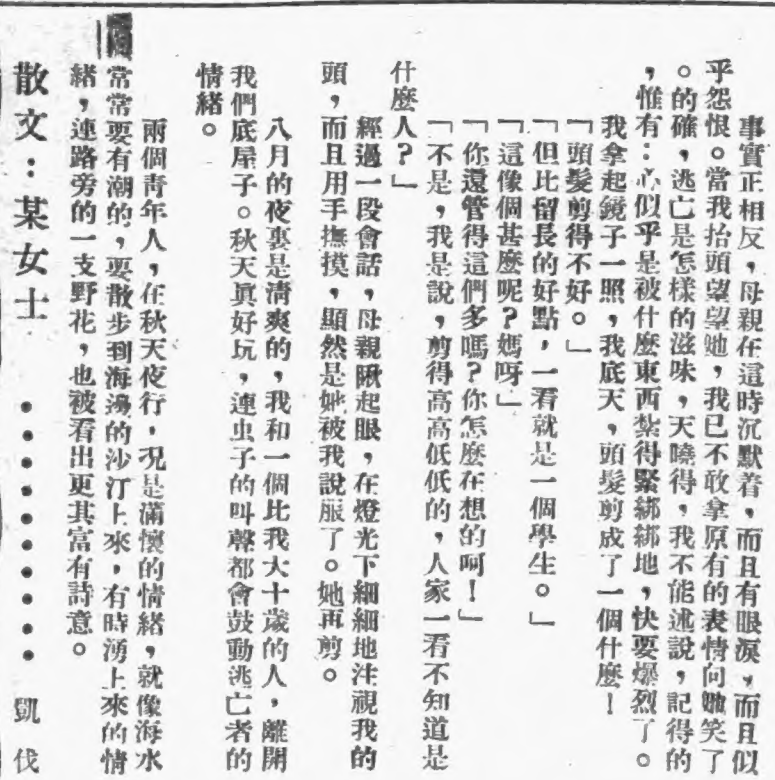 事實正相反，母親在這時沉默着，而且有眼淚，而且似
乎怨恨。當我抬頭望望她，我已不敢拿原有的表情向她笑了
。的確，逃亡是怎樣的滋味，天曉得，我不能述說，記得的
，惟有：心似乎是被什麼東西紮得緊綁綁地，快要爆烈了。
我拿起鏡子一照，我底天，頭髮剪成了一個什麼！
「頭髮剪得不好。」
「但比留長的好點，一看就是一個學生。」
「這像個甚麼呢？媽呀」
「你還管得這們多嗎？你怎麼在想的呵！」
「不是，我是說，剪得高高低低的，人家一看不知道是
什麼人？」
經過一段會話，母親瞅起眼，在燈光下細細地注視我的
頭，而且用手撫摸，顯然是她被我說服了。她再剪。
八月的夜裏是清爽的，我和一個比我大十歲的人，離開
我們底屋子。秋天眞好玩，連虫子的叫聲都會鼓動逃亡者的
情緒。
兩個靑年人，在秋天夜行，况是滿懷的情緒，就像海水
常常要有潮的，要散步到海灘的沙汀上來，有時湧上來的情
緒，連路旁的一支野花，也被看出更其富有詩意。
散文：某女士 ●●●●●●●●●● 凱伐